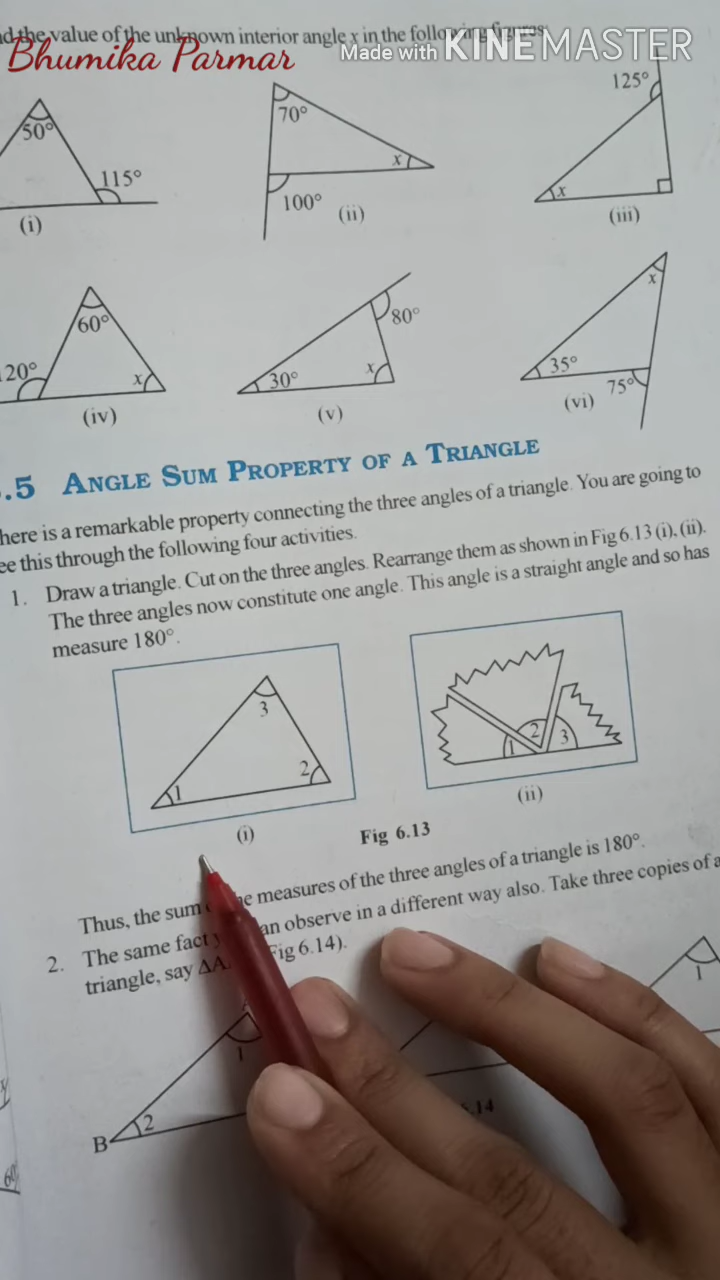 the value of the unknown interior angle x in the following figures:
Bhumika Parmar
Made with KINEMASTER
50°
115°
(i)
70°
x
100°
(ii)
125°
x
(iii)
60°
20°
x
(iv)
80°
30°
x
(v)
x
35°
75°
(vi)
.5 ANGLE SUM PROPERTY OF A TRIANGLE
here is a remarkable property connecting the three angles of a triangle. You are going to
ee this through the following four activities.
1. Draw a triangle. Cut on the three angles. Rearrange them as shown in Fig 6.13 (i), (ii).
The three angles now constitute one angle. This angle is a straight angle and so has
measure 180°.
3
1
2
(i)
1
2
3
(ii)
Fig 6.13
Thus, the sum measures of the three angles of a triangle is 180°.
2. The same fact an observe in a different way also. Take three copies of a
triangle, say Fig 6.14).
1
B
2
1
.14